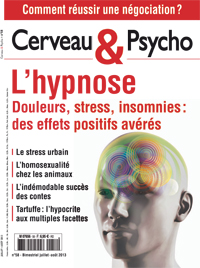 Comment réussir une négociation ?
Cerveau & Psycho
L'hypnose
Douleurs, stress, insomnies :
des effets positifs avérés
• Le stress urbain
• L'homosexualité
chez les animaux
• L'indémodable succès
des contes
• Tartuffe : l'hypocrite
aux multiples facettes
n°58 - Bimestriel juillet - août 2013